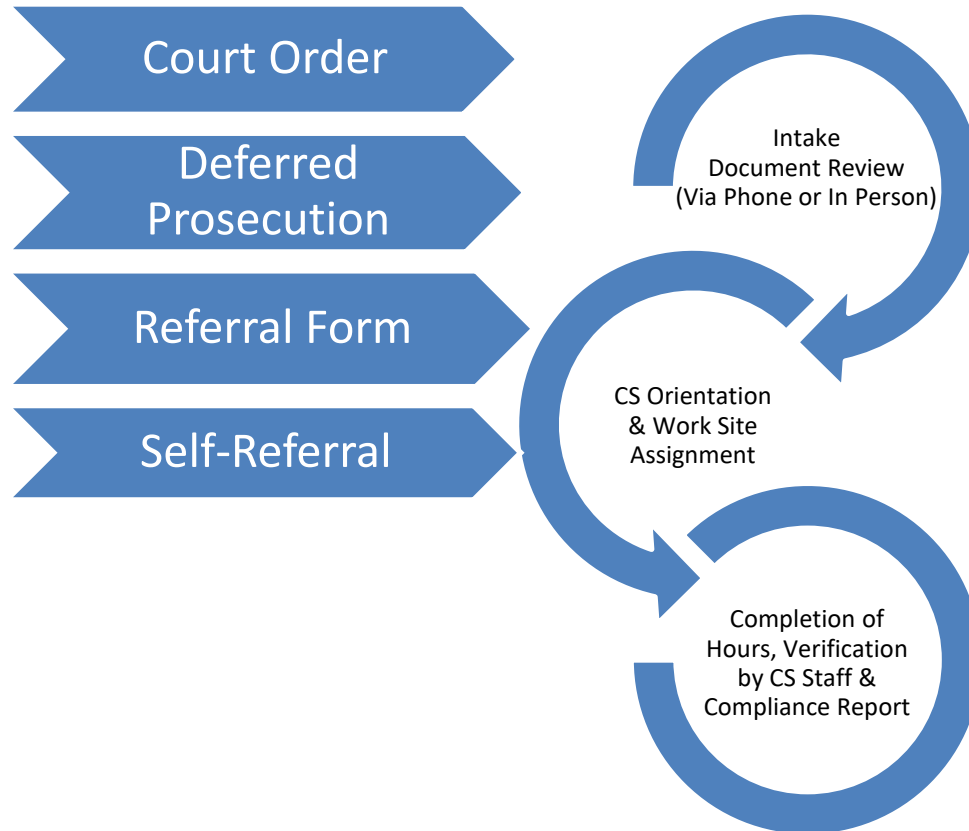 Court Order
Deferred
Prosecution
Referral Form
Self-Referral
Intake
Document Review
(Via Phone or In Person)
CS Orientation
& Work Site
Assignment
Completion of
Hours, Verification
by CS Staff &
Compliance Report